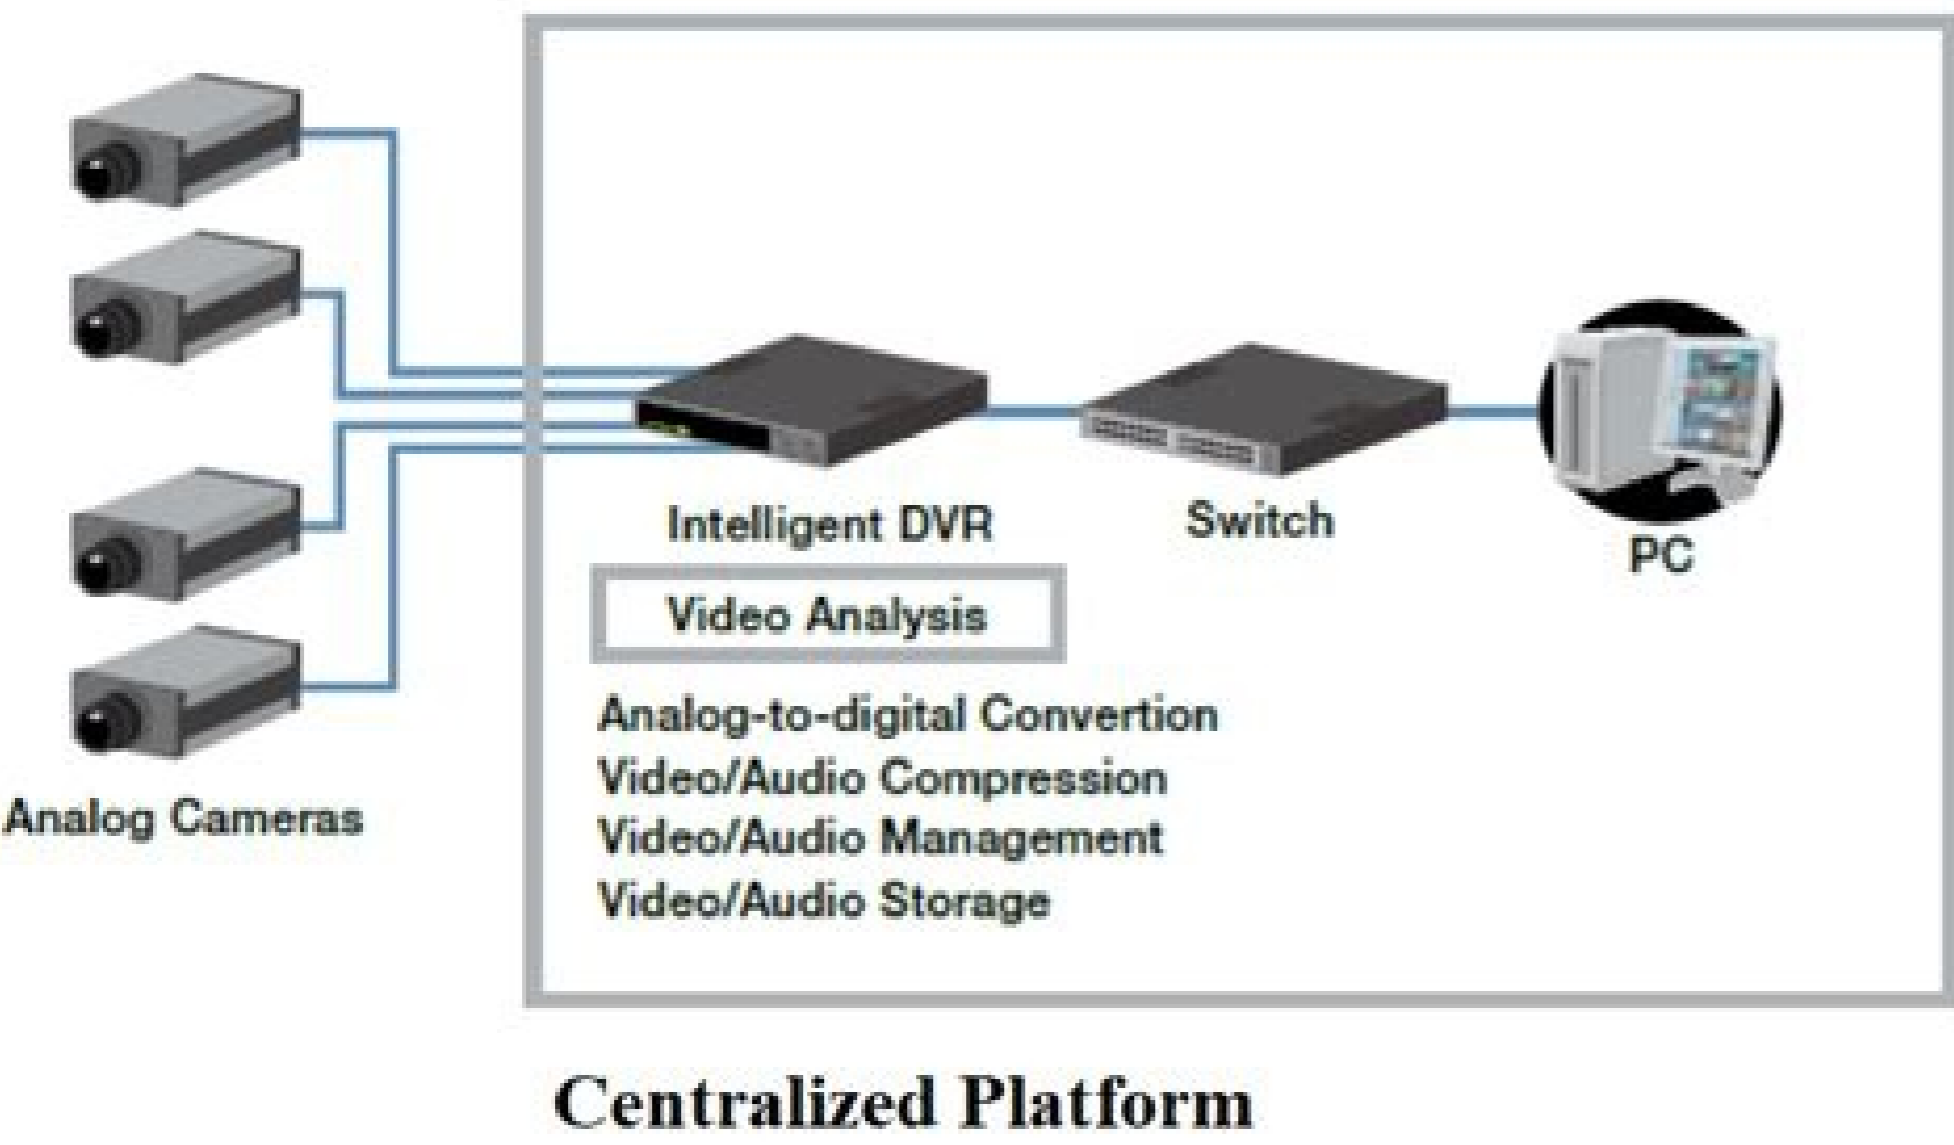 Intelligent DVR
Switch
PC
Video Analysis
Analog-to-digital Convertion
Video/Audio Compression
Video/Audio Management
Video/Audio Storage
Analog Cameras
Centralized Platform